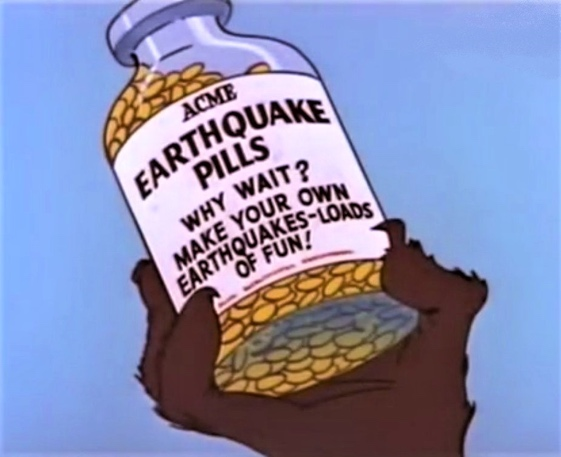 ACME
EARTHQUAKE
PILLS
WHY WAIT?
MAKE YOUR OWN
EARTHQUAKES-LOADS
OF FUN!